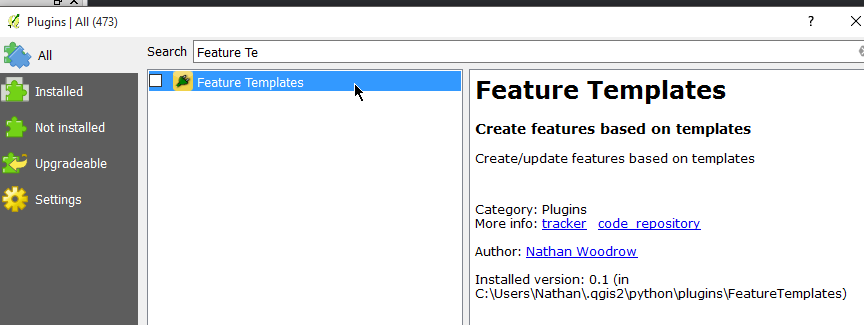 Plugins | All (473)
?
All
Search
Feature Te
Installed
Not installed
Upgradeable
Settings
Feature Templates
Feature Templates
Create features based on templates
Create/update features based on templates
Category: Plugins
More info: tracker code repository
Author: Nathan Woodrow
Installed version: 0.1 (in
C:\Users\Nathan\.qgis2\python\plugins\FeatureTemplates)